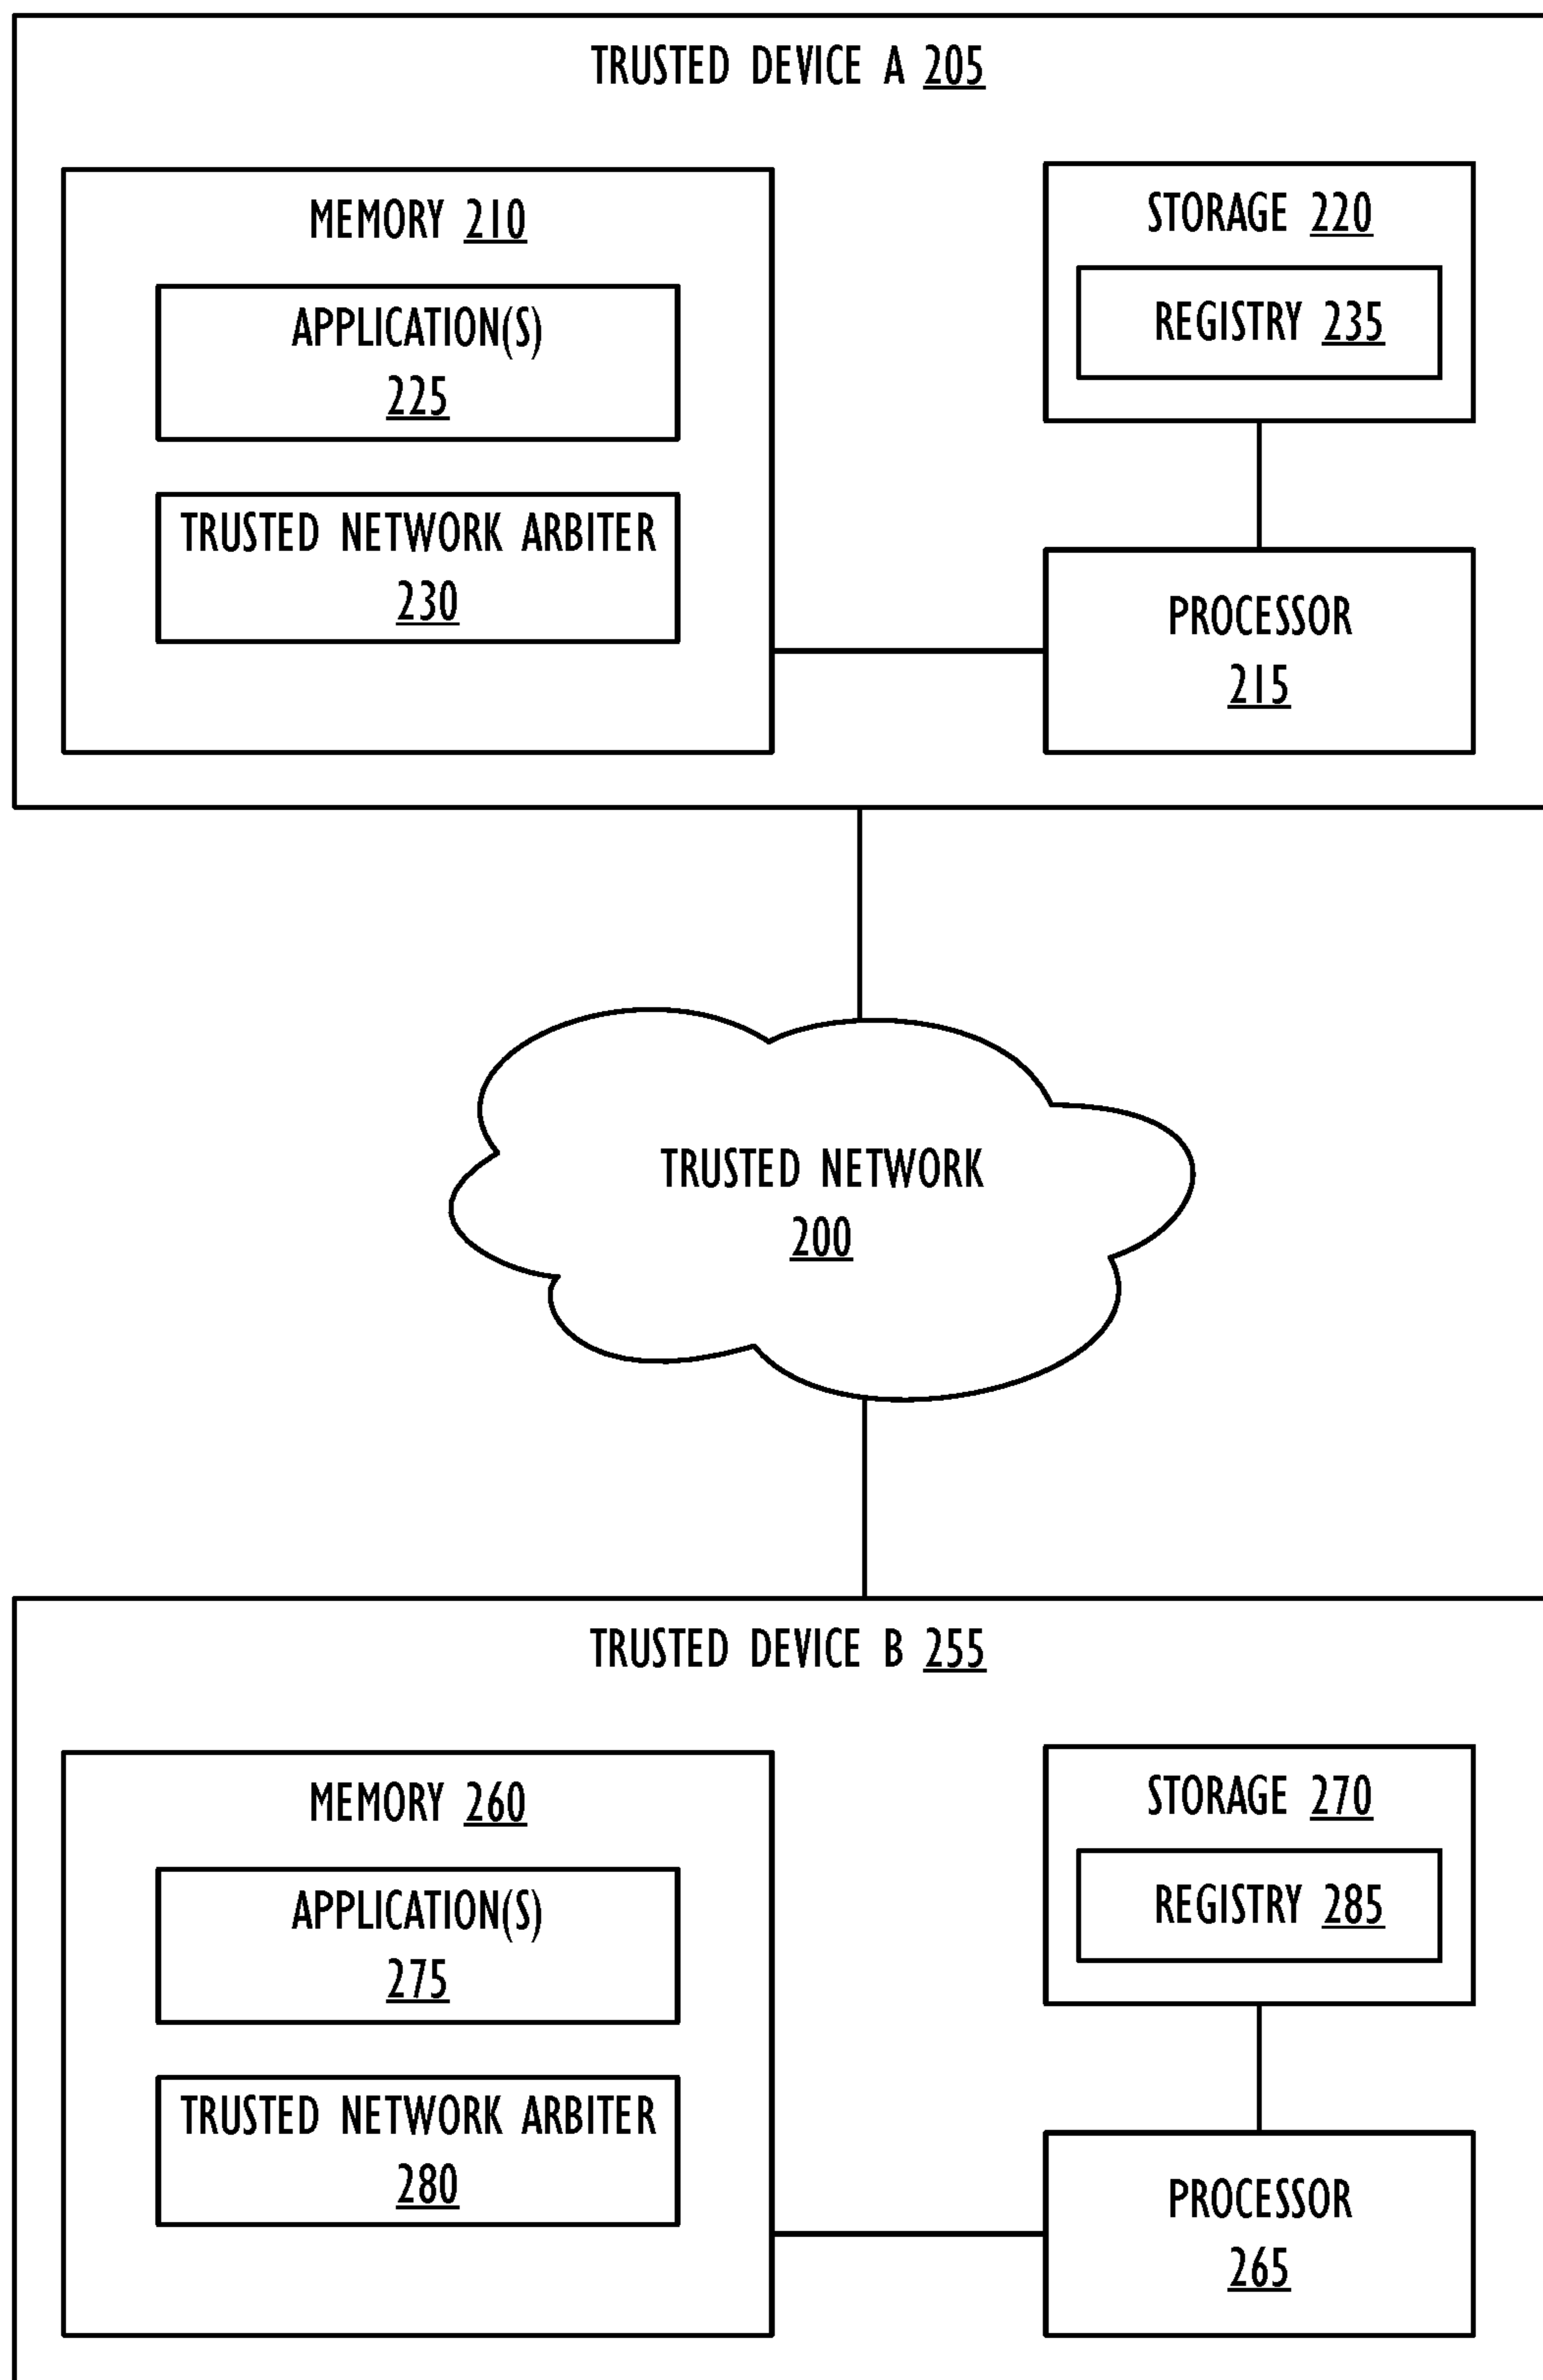 TRUSTED DEVICE A 205
MEMORY 210
APPLICATION(S)
225
TRUSTED NETWORK ARBITER
230
STORAGE 220
REGISTRY 235
PROCESSOR
215
TRUSTED NETWORK
200
TRUSTED DEVICE B 255
MEMORY 260
APPLICATION(S)
275
TRUSTED NETWORK ARBITER
280
STORAGE 270
REGISTRY 285
PROCESSOR
265